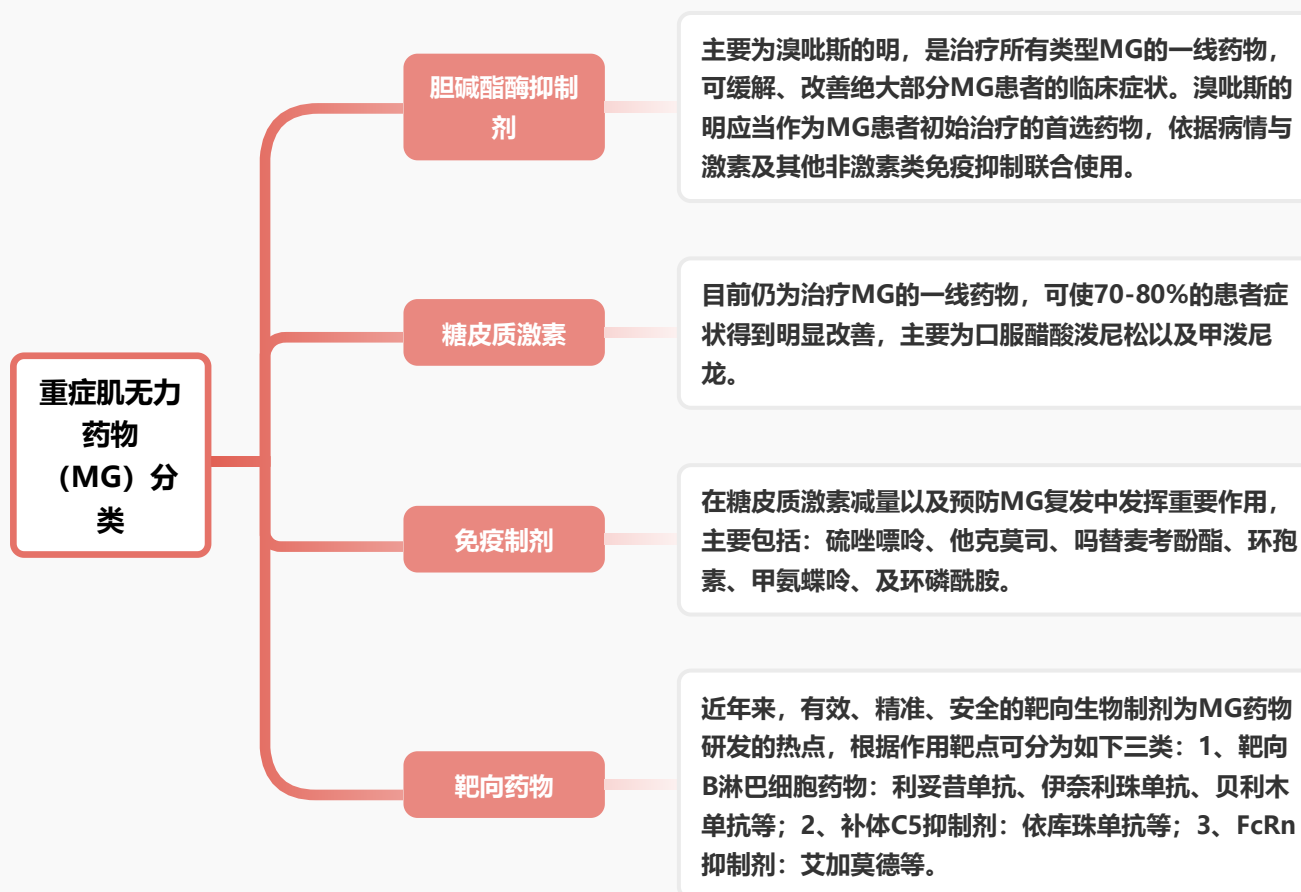 重症肌无力
药物
（MG）分
类
胆碱酯酶抑制
剂
主要为溴吡斯的明，是治疗所有类型MG的一线药物，
可缓解、改善绝大部分MG患者的临床症状。溴吡斯的
明应当作为MG患者初始治疗的首选药物，依据病情与
激素及其他非激素类免疫抑制联合使用。
糖皮质激素
目前仍为治疗MG的一线药物，可使70-80%的患者症
状得到明显改善，主要为口服醋酸泼尼松以及甲泼尼
龙。
免疫制剂
在糖皮质激素减量以及预防MG复发中发挥重要作用，
主要包括：硫唑嘌呤、他克莫司、吗替麦考酚酯、环孢
素、甲氨蝶呤、及环磷酰胺。
靶向药物
近年来，有效、精准、安全的靶向生物制剂为MG药物
研发的热点，根据作用靶点可分为如下三类：1、靶向
B淋巴细胞药物：利妥昔单抗、伊奈利珠单抗、贝利木
单抗等；2、补体C5抑制剂：依库珠单抗等；3、FcRn
抑制剂：艾加莫德等。